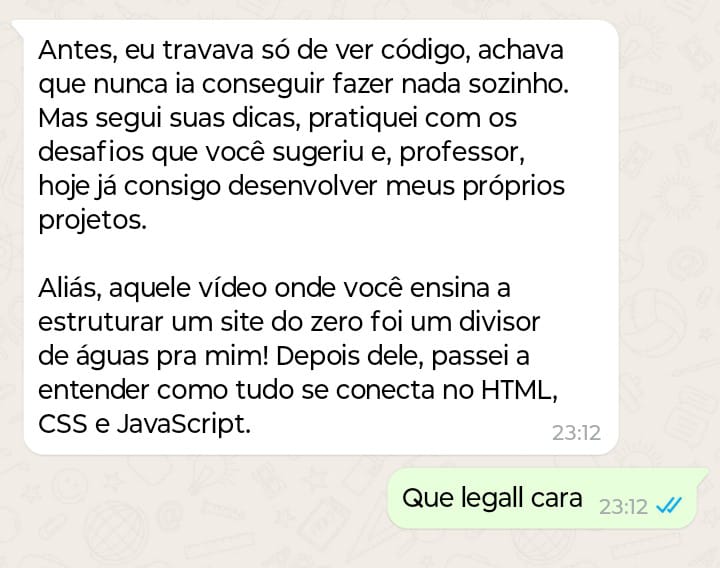 Antes, eu travava só de ver código, achava
que nunca ia conseguir fazer nada sozinho.
Mas segui suas dicas, pratiquei com os
desafios que você sugeriu e, professor,
hoje já consigo desenvolver meus próprios
projetos.
Aliás, aquele vídeo onde você ensina a
estruturar um site do zero foi um divisor
de águas pra mim! Depois dele, passei a
entender como tudo se conecta no HTML,
CSS e JavaScript.
23:12
Que legall cara 23:12